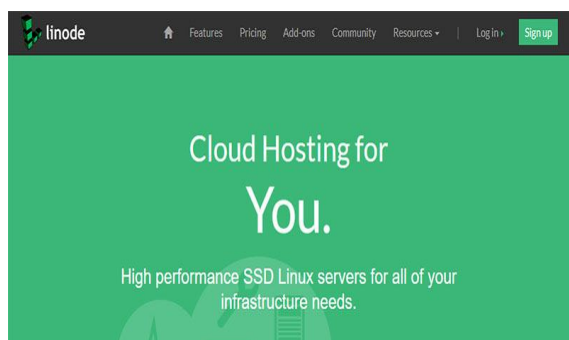 linode Features Pricing Add-ons Community Resources | Log in Sign up
Cloud Hosting for
You.
High performance SSD Linux servers for all of your
infrastructure needs.